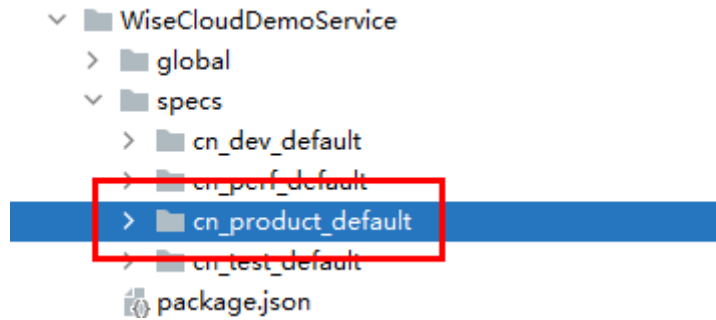 WiseCloudDemoService
global
specs
cn_dev_default
cn_perf_default
cn_product_default
cn_test_default
package.json